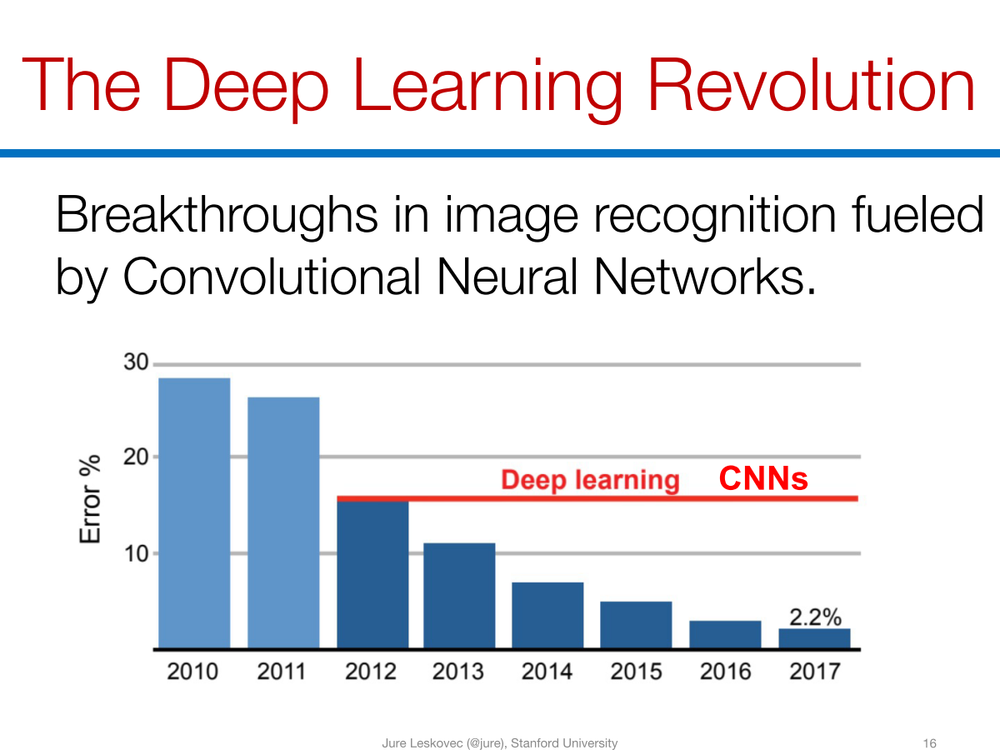 The Deep Learning Revolution
Breakthroughs in image recognition fueled
by Convolutional Neural Networks.
30
20
10
Error %
Deep learning CNNs
2.2%
2010 2011 2012 2013 2014 2015 2016 2017
Jure Leskovec (@jure), Stanford University 16